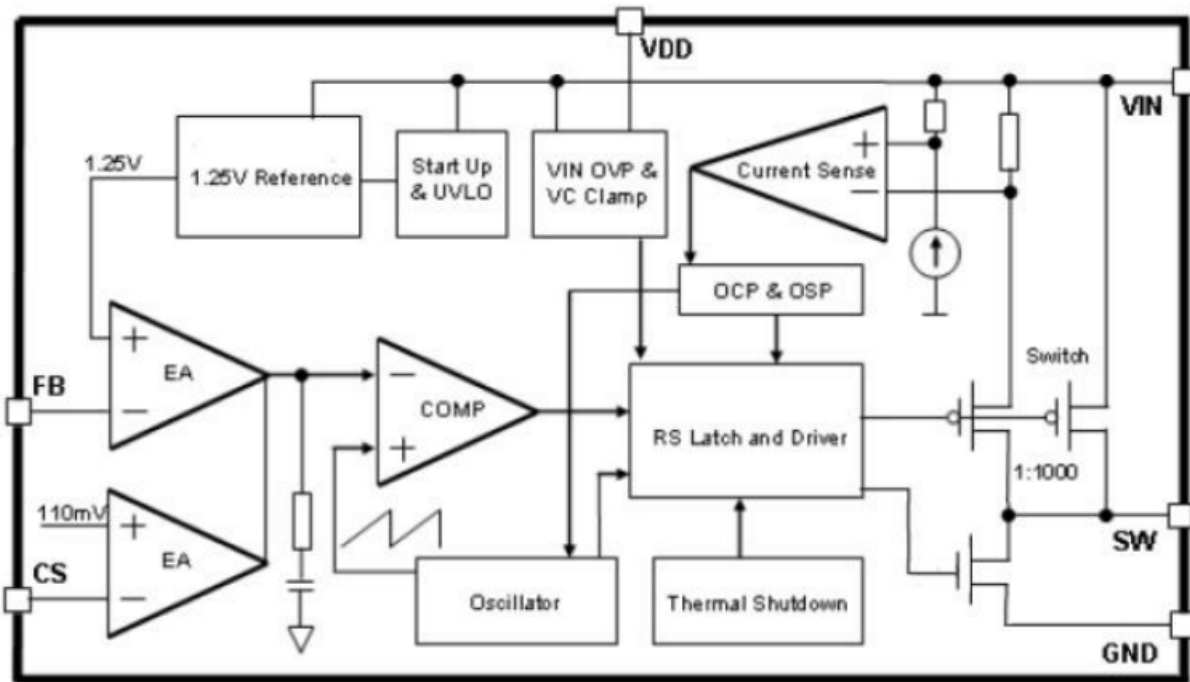 VDD
VIN
1.25V
1.25V Reference
Start Up
& UVLO
VIN OVP &
VC Clamp
+
Current Sense
−
OCP & OSP
Switch
+
EA
−
FB
−
COMP
+
RS Latch and Driver
1:1000
110mV
+
EA
−
CS
SW
Oscillator
Thermal Shutdown
GND